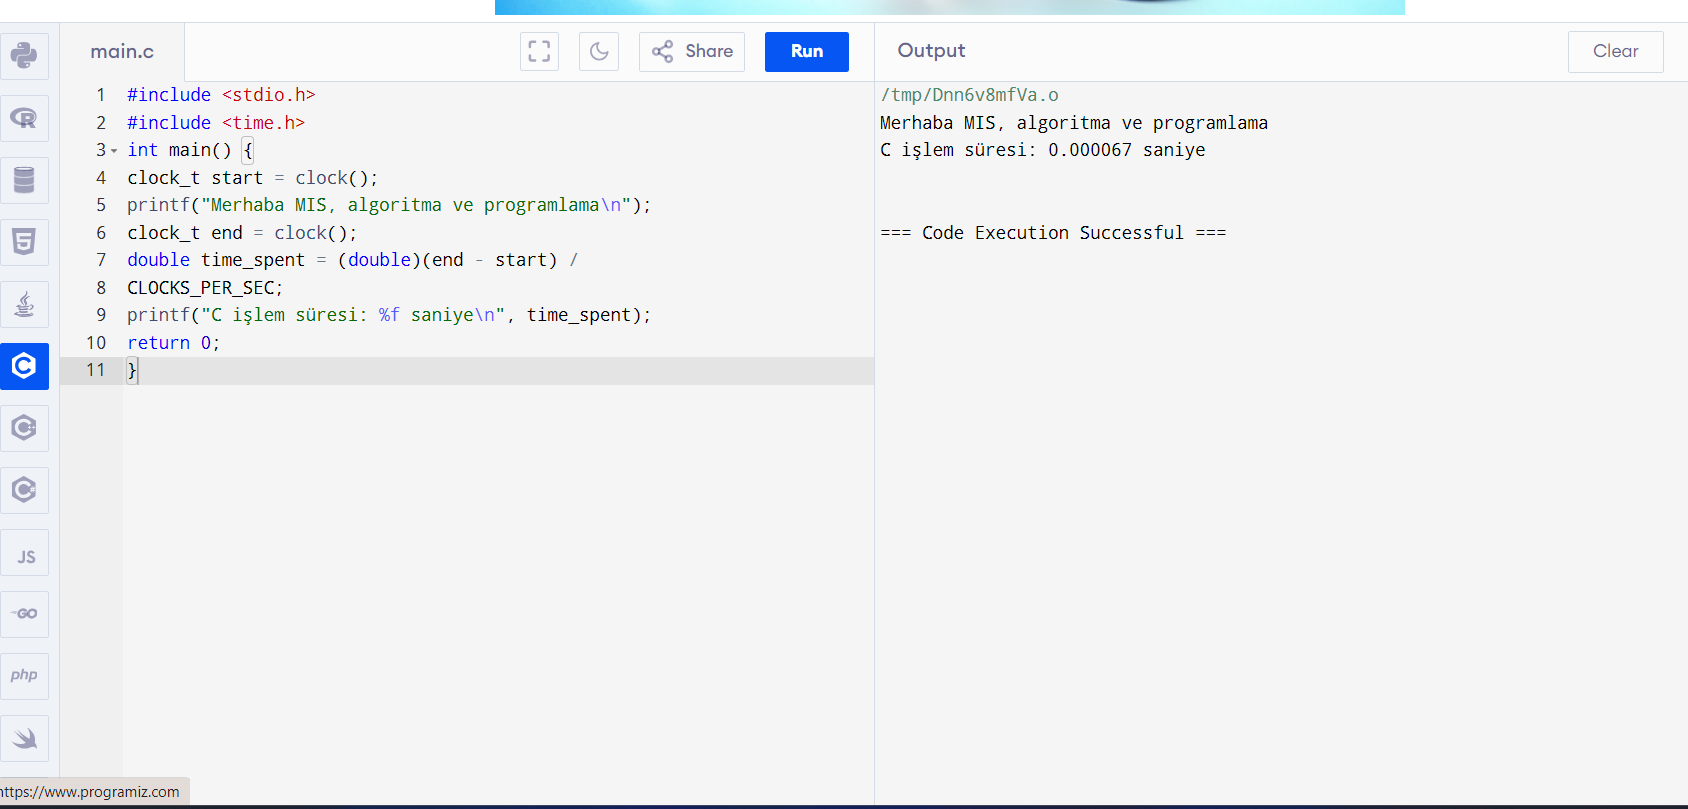 main.c
Share
Run
Output
Clear
1 #include <stdio.h>
2 #include <time.h>
3 int main() {
4 clock_t start = clock();
5 printf("Merhaba MIS, algoritma ve programlama\n");
6 clock_t end = clock();
7 double time_spent = (double)(end - start) /
8 CLOCKS_PER_SEC;
9 printf("C işlem süresi: %f saniye\n", time_spent);
10 return 0;
11 }
/tmp/Dnn6v8mfVa.o
Merhaba MIS, algoritma ve programlama
C işlem süresi: 0.000067 saniye
=== Code Execution Successful ===
R
5
C
C
C
JS
GO
php
https://www.programiz.com